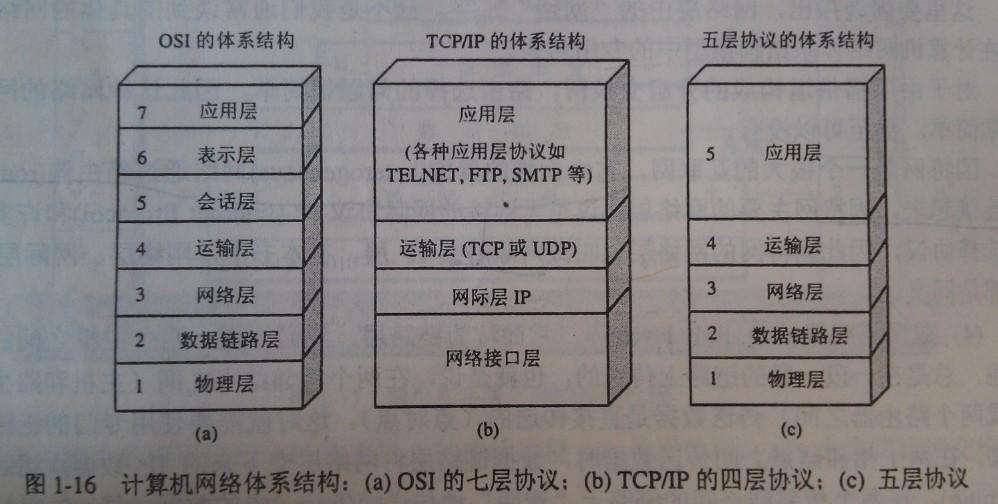 OSI 的体系结构
7 应用层
6 表示层
5 会话层
4 运输层
3 网络层
2 数据链路层
1 物理层
(a)
TCP/IP 的体系结构
应用层
(各种应用层协议如
TELNET, FTP, SMTP 等)
运输层 (TCP 或 UDP)
网际层 IP
网络接口层
(b)
五层协议的体系结构
5 应用层
4 运输层
3 网络层
2 数据链路层
1 物理层
(c)
图 1-16 计算机网络体系结构：(a) OSI 的七层协议；(b) TCP/IP 的四层协议；(c) 五层协议